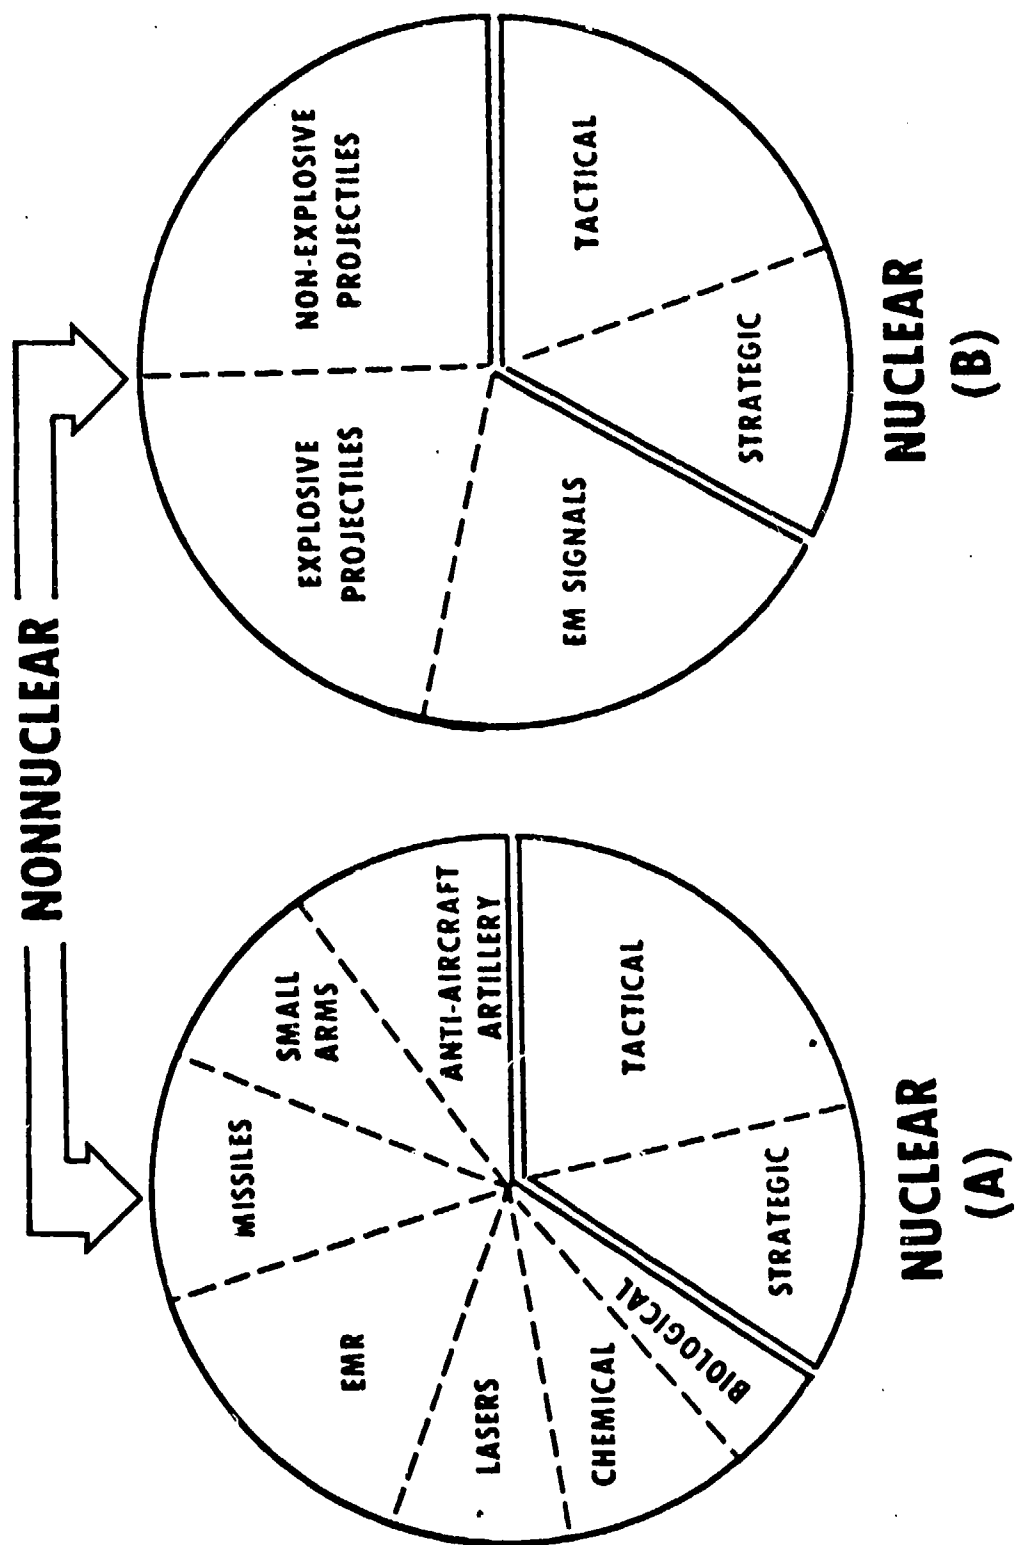 NONNUCLEAR
MISSILES
SMALL
ARMS
ANTI-AIRCRAFT
ARTILLERY
EMR
LASERS
CHEMICAL
BIOLOGICAL
STRATEGIC
TACTICAL
NUCLEAR
(A)
EXPLOSIVE
PROJECTILES
NON-EXPLOSIVE
PROJECTILES
EM SIGNALS
STRATEGIC
TACTICAL
NUCLEAR
(B)